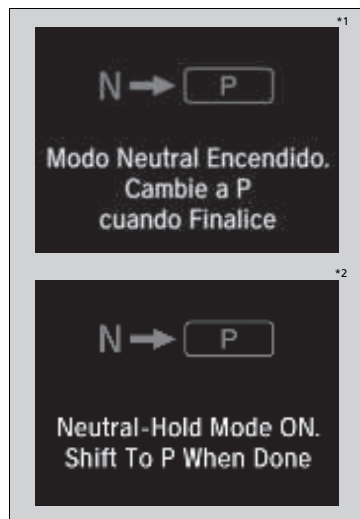 *1
N P
Modo Neutral Encendido.
Cambie a P
cuando Finalice
*2
N P
Neutral-Hold Mode ON.
Shift To P When Done